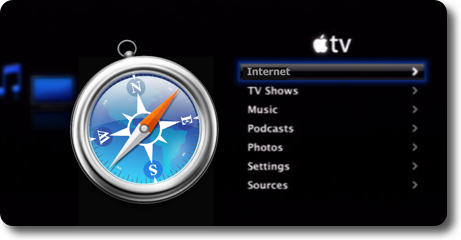 tv
Internet
TV Shows
Music
Podcasts
Photos
Settings
Sources
N
E
W
S